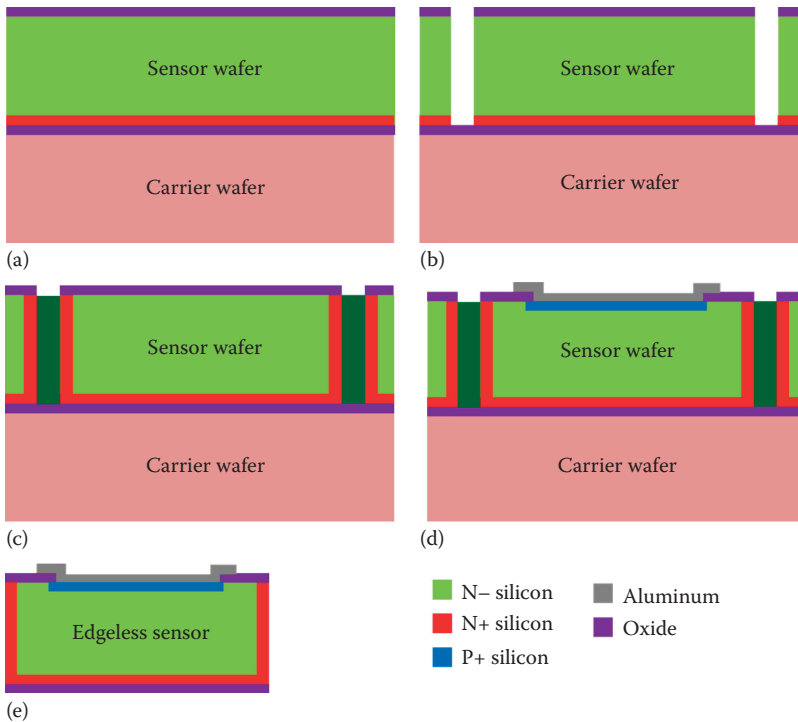 Sensor wafer
Carrier wafer
(a)
Sensor wafer
Carrier wafer
(b)
Sensor wafer
Carrier wafer
(c)
Sensor wafer
Carrier wafer
(d)
Edgeless sensor
(e)
N– silicon
N+ silicon
P+ silicon
Aluminum
Oxide